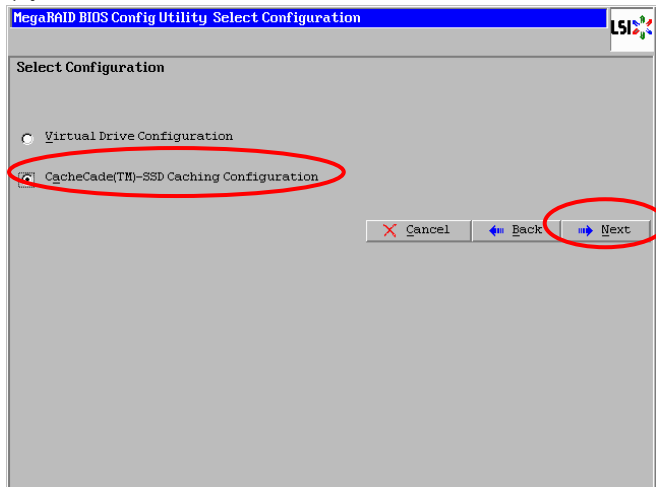 MegaRAID BIOS Config Utility Select Configuration
LSI
Select Configuration
Virtual Drive Configuration
CacheCade(TM)-SSD Caching Configuration
Cancel Back Next